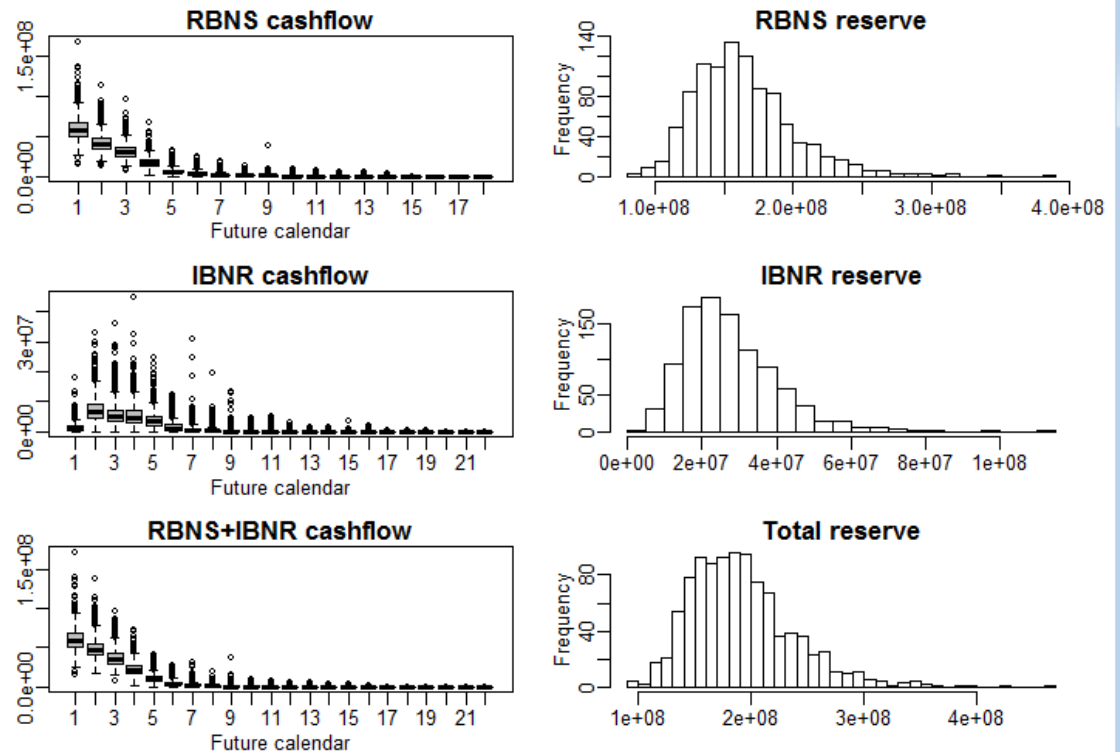 RBNS cashflow
0.0e+00 1.5e+08
1 3 5 7 9 11 13 15 17
Future calendar
RBNS reserve
Frequency
0 40 80 140
1.0e+08 2.0e+08 3.0e+08 4.0e+08
IBNR cashflow
0e+00 3e+07
1 3 5 7 9 11 13 15 17 19 21
Future calendar
IBNR reserve
Frequency
0 50 150
0e+00 2e+07 4e+07 6e+07 8e+07 1e+08
RBNS+IBNR cashflow
0.0e+00 1.5e+08
1 3 5 7 9 11 13 15 17 19 21
Future calendar
Total reserve
Frequency
0 40 80
1e+08 2e+08 3e+08 4e+08